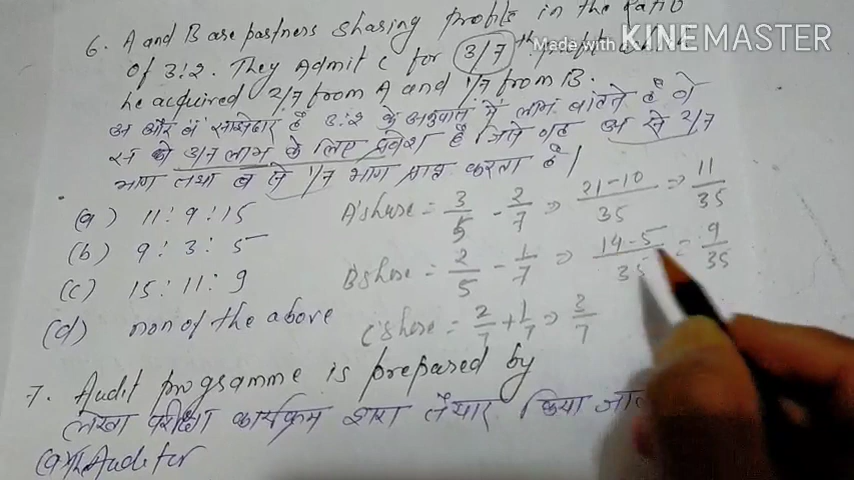 6. A and B are partners sharing profits in the ratio
Made with KINEMASTER
of 3:2. They Admit C for 3/7th profit which
he acquired 2/7 from A and 1/7 from B.
अ और ब साझेदार हैं 3:2 के अनुपात में लाभ बांटते हैं वे
स को 3/7 लाभ के लिए प्रवेश है जिसे वह अ से 2/7
भाग तथा ब से 1/7 भाग प्राप्त करता है।
(a) 11:9:15
(b) 9:3:5
(c) 15:11:9
(d) non of the above
A's share = 3/5 - 2/7 ⇒ 21-10/35 ⇒ 11/35
B's share = 2/5 - 1/7 ⇒ 14-5/35 = 9/35
C's share = 2/7 + 1/7 ⇒ 3/7
7. Audit programme is prepared by
लेखा परीक्षा कार्यक्रम द्वारा तैयार किया
(a) The Auditor